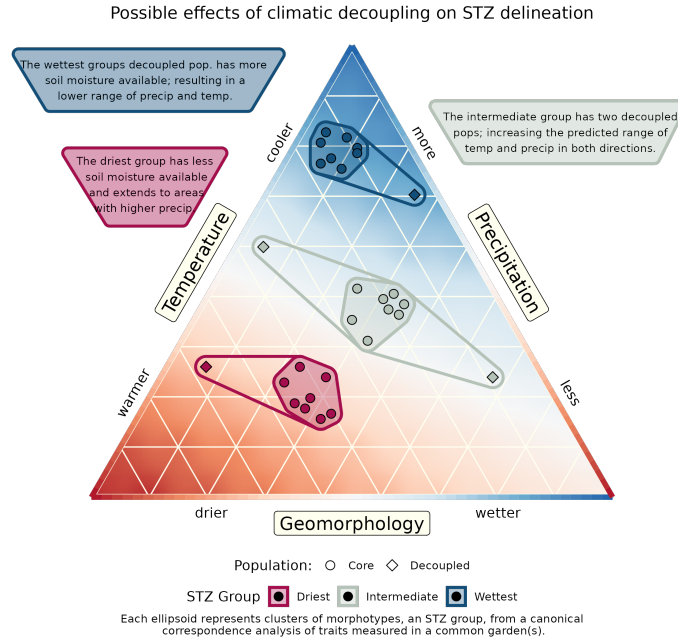 Possible effects of climatic decoupling on STZ delineation
The wettest groups decoupled pop. has more
soil moisture available; resulting in a
lower range of precip and temp.
The intermediate group has two decoupled
pops; increasing the predicted range of
temp and precip in both directions.
The driest group has less
soil moisture available
and extends to areas
with higher precip.
cooler
more
Temperature
Precipitation
warmer
less
drier
wetter
Geomorphology
Population: Core Decoupled
STZ Group Driest Intermediate Wettest
Each ellipsoid represents clusters of morphotypes, an STZ group, from a canonical
correspondence analysis of traits measured in a common garden(s).